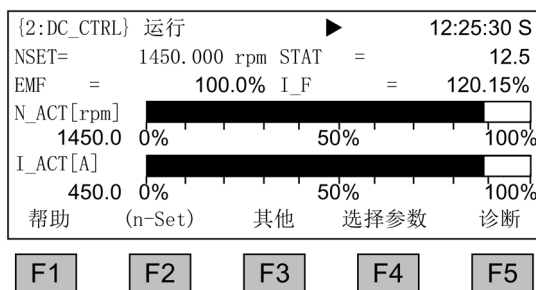 {2:DC_CTRL} 运行 ▶ 12:25:30 S
NSET= 1450.000 rpm STAT = 12.5
EMF = 100.0% I_F = 120.15%
N_ACT[rpm]
1450.0 0% 50% 100%
I_ACT[A]
450.0 0% 50% 100%
帮助 (n-Set) 其他 选择参数 诊断
F1 F2 F3 F4 F5